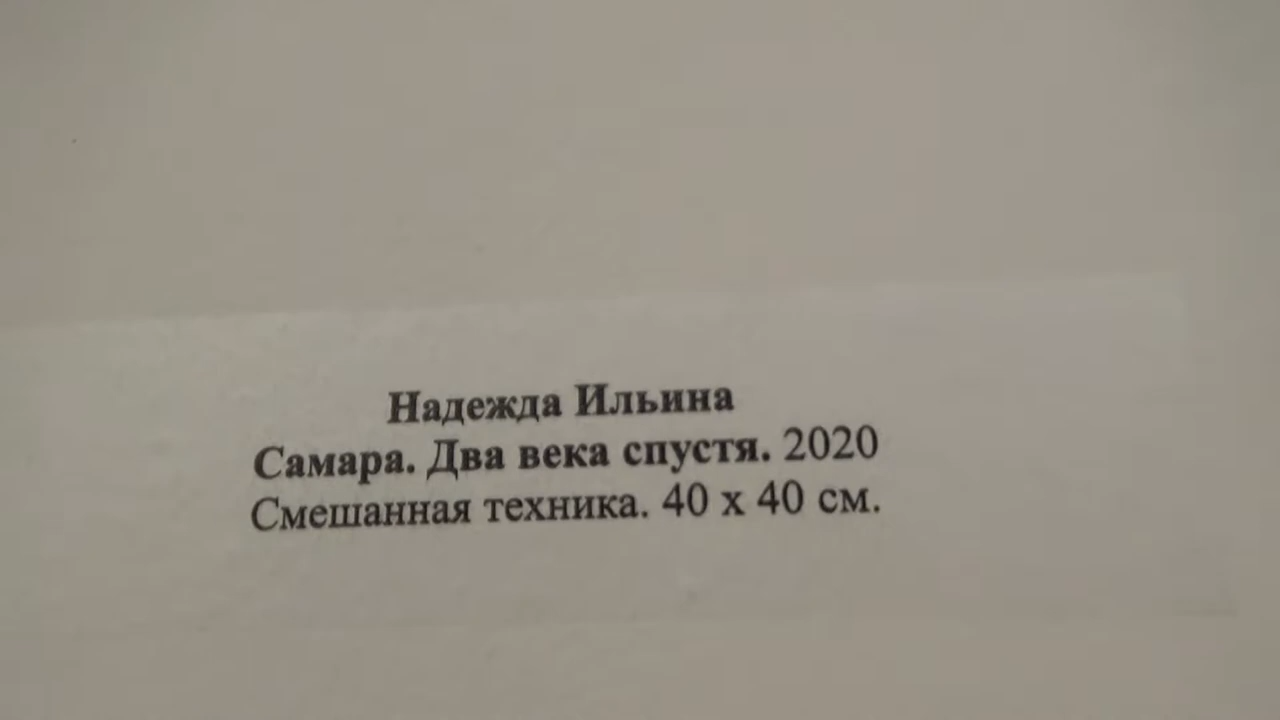 Надежда Ильина
Самара. Два века спустя. 2020
Смешанная техника. 40 х 40 см.